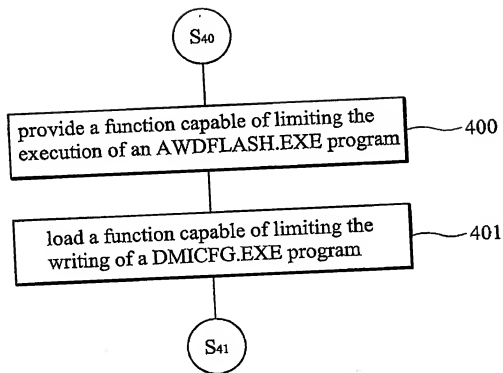 S40
provide a function capable of limiting the
execution of an AWDFLASH.EXE program
400
load a function capable of limiting the
writing of a DMICFG.EXE program
401
S41